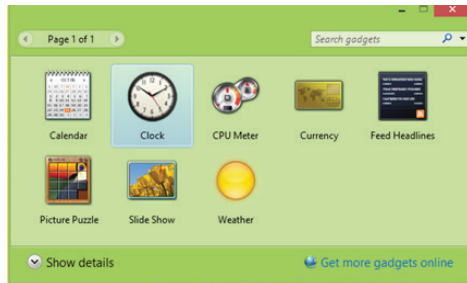 Page 1 of 1
Search gadgets
Calendar
Clock
CPU Meter
Currency
Feed Headlines
Picture Puzzle
Slide Show
Weather
Show details
Get more gadgets online